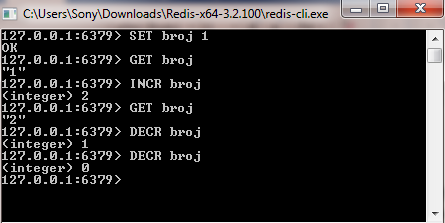 C:\Users\Sony\Downloads\Redis-x64-3.2.100\redis-cli.exe
127.0.0.1:6379> SET broj 1
OK
127.0.0.1:6379> GET broj
"1"
127.0.0.1:6379> INCR broj
(integer) 2
127.0.0.1:6379> GET broj
"2"
127.0.0.1:6379> DECR broj
(integer) 1
127.0.0.1:6379> DECR broj
(integer) 0
127.0.0.1:6379>